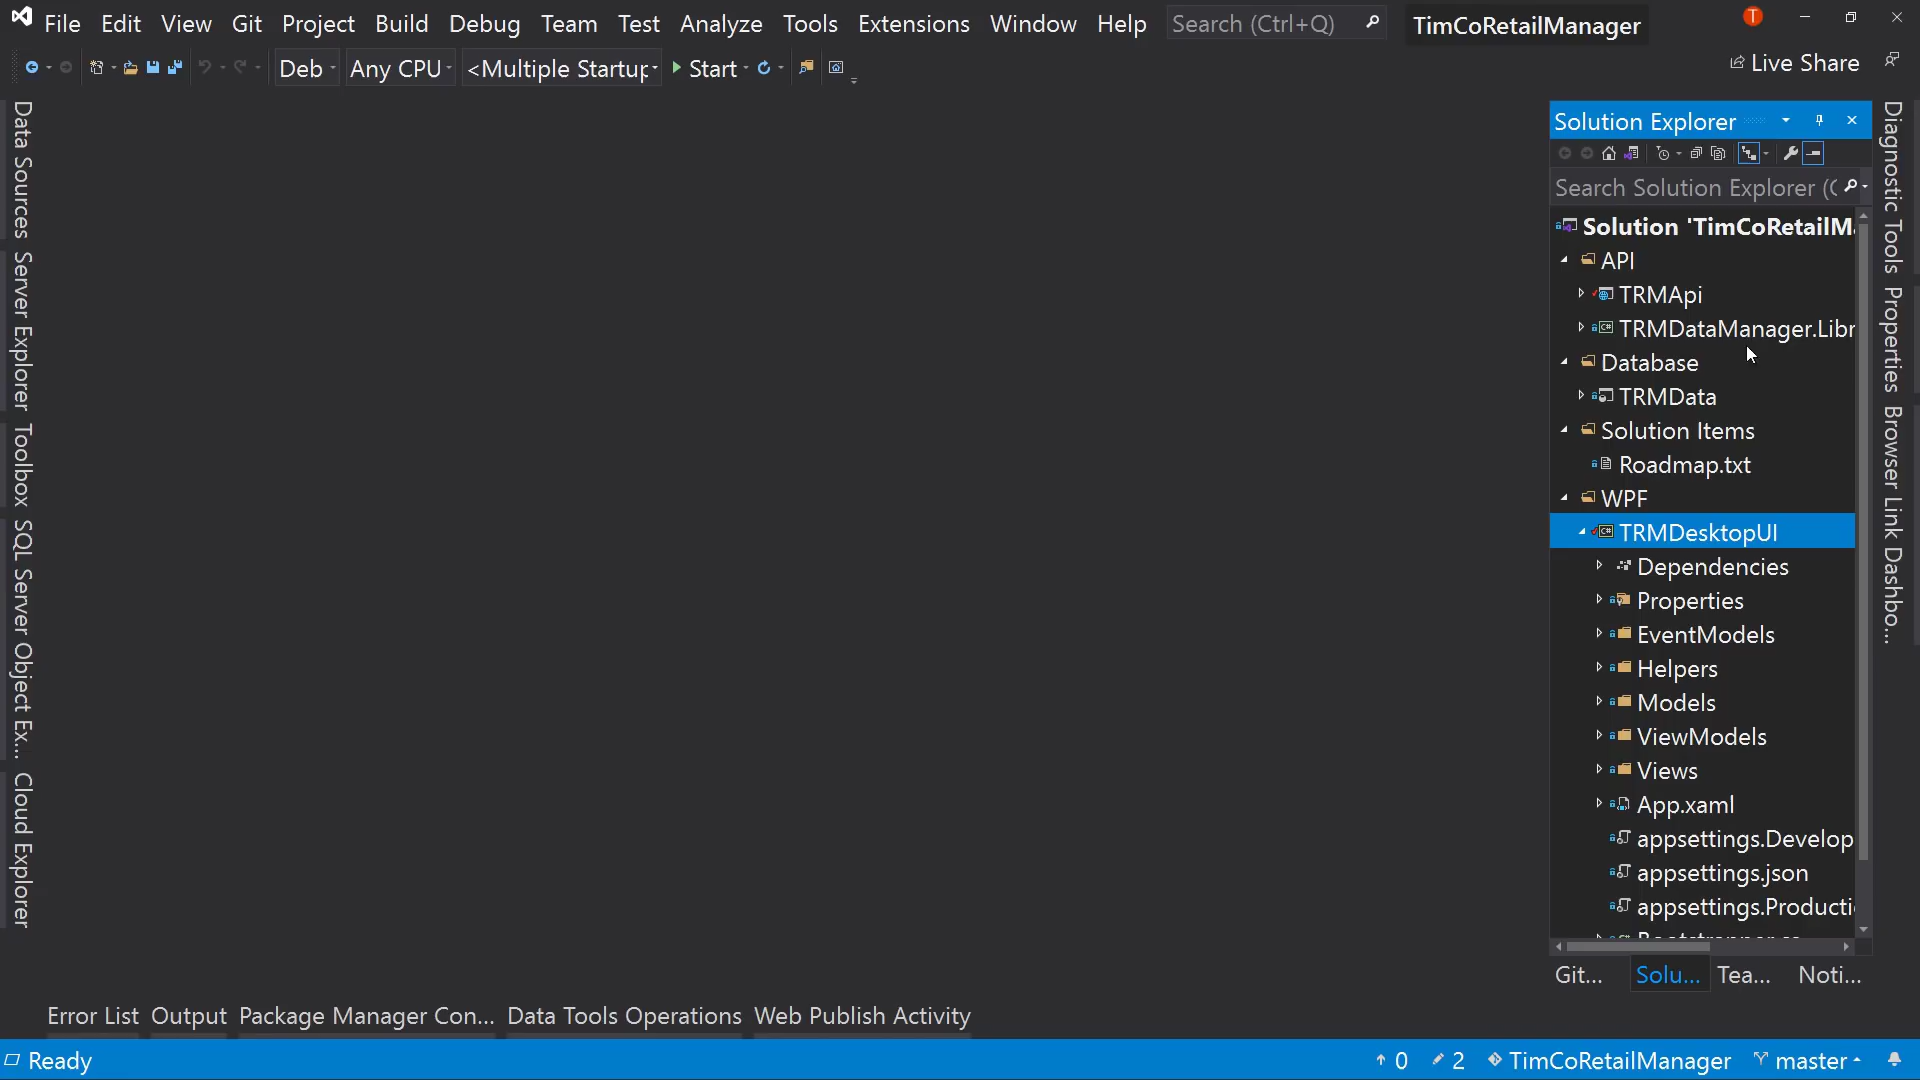 File Edit View Git Project Build Debug Team Test Analyze Tools Extensions Window Help Search (Ctrl+Q) TimCoRetailManager
T
Deb Any CPU <Multiple Startup Start
Live Share
Data Sources
Server Explorer
Toolbox
SQL Server Object Ex...
Cloud Explorer
Solution Explorer
Search Solution Explorer (C
Solution 'TimCoRetailMa
API
TRMApi
TRMDataManager.Libr
Database
TRMData
Solution Items
Roadmap.txt
WPF
TRMDesktopUI
Dependencies
Properties
EventModels
Helpers
Models
ViewModels
Views
App.xaml
appsettings.Develop
appsettings.json
appsettings.Producti
Git... Solu... Tea... Noti...
Diagnostic Tools
Properties
Browser Link Dashbo...
Error List Output Package Manager Con... Data Tools Operations Web Publish Activity
Ready
0 2 TimCoRetailManager master